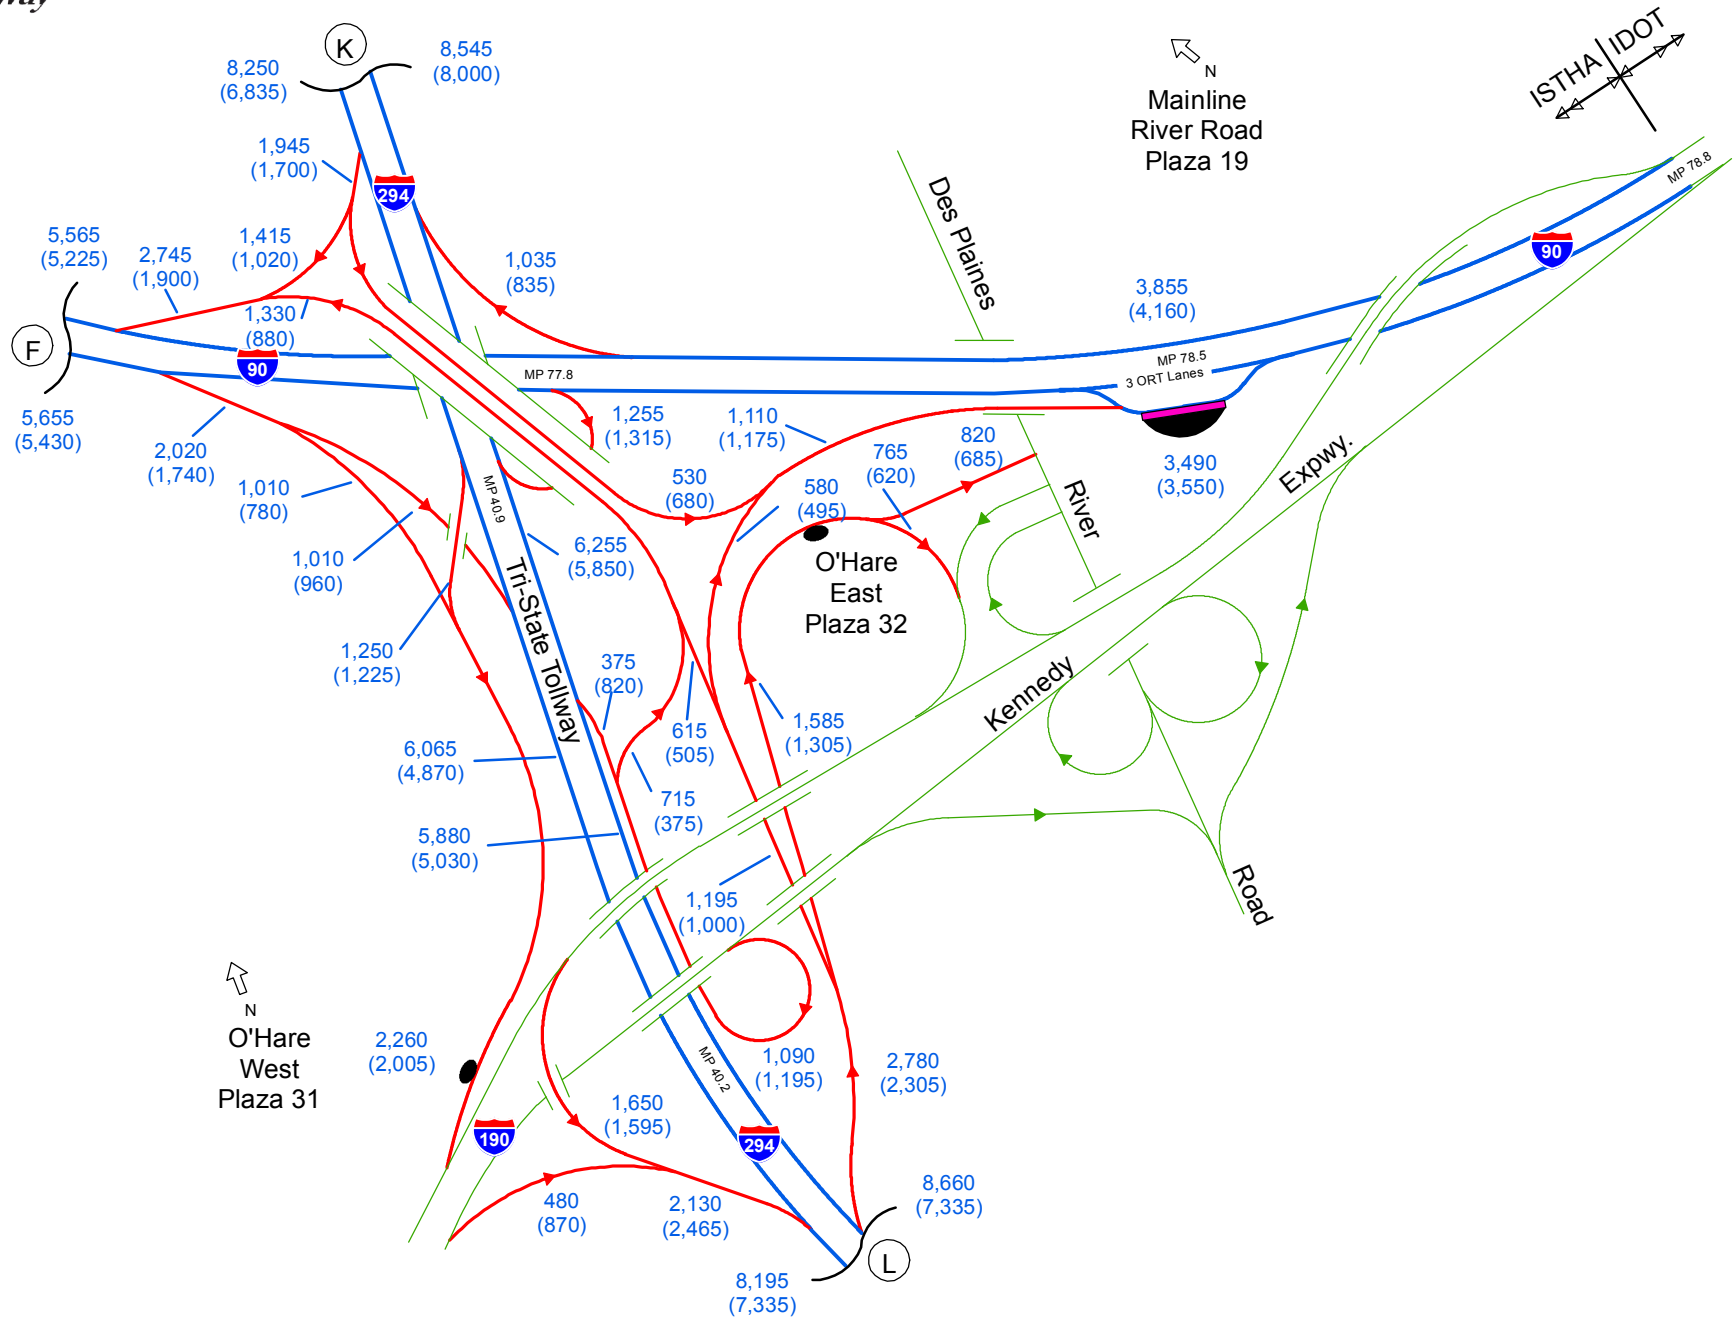 K
8,545
(8,000)
8,250
(6,835)
N
Mainline
River Road
Plaza 19
ISTHA
IDOT
MP 78.8
1,945
(1,700)
294
Des Plaines
5,565
(5,225)
2,745
(1,900)
1,415
(1,020)
1,035
(835)
90
3,855
(4,160)
1,330
(880)
F
90
MP 77.8
MP 78.5
3 ORT Lanes
5,655
(5,430)
1,255
(1,315)
1,110
(1,175)
765
(620)
820
(685)
2,020
(1,740)
530
(680)
580
(495)
3,490
(3,550)
Expwy.
1,010
(780)
MP 40.9
River
1,010
(960)
6,255
(5,850)
O'Hare
East
Plaza 32
Tri-State Tollway
1,250
(1,225)
375
(820)
Kennedy
615
(505)
1,585
(1,305)
6,065
(4,870)
715
(375)
5,880
(5,030)
1,195
(1,000)
Road
N
O'Hare
West
Plaza 31
2,260
(2,005)
MP 40.2
1,090
(1,195)
2,780
(2,305)
1,650
(1,595)
190
294
480
(870)
2,130
(2,465)
8,660
(7,335)
L
8,195
(7,335)